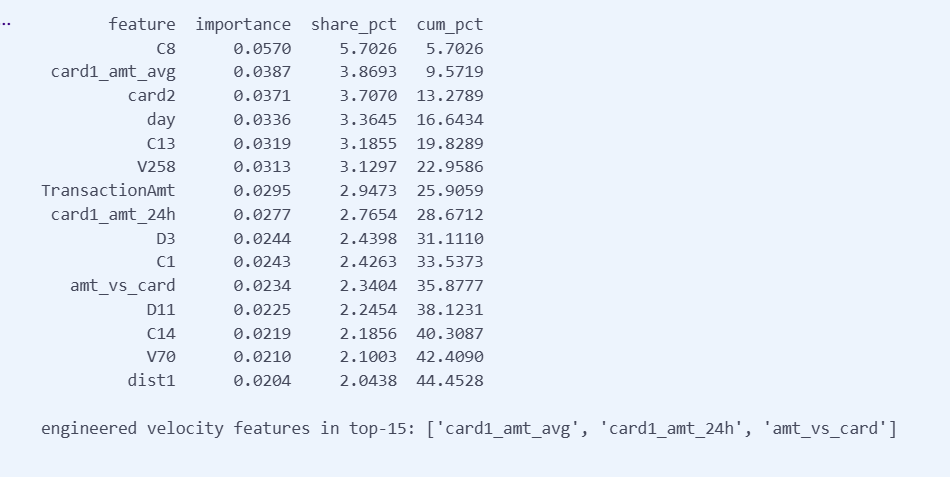 ..
feature importance share_pct cum_pct
C8 0.0570 5.7026 5.7026
card1_amt_avg 0.0387 3.8693 9.5719
card2 0.0371 3.7070 13.2789
day 0.0336 3.3645 16.6434
C13 0.0319 3.1855 19.8289
V258 0.0313 3.1297 22.9586
TransactionAmt 0.0295 2.9473 25.9059
card1_amt_24h 0.0277 2.7654 28.6712
D3 0.0244 2.4398 31.1110
C1 0.0243 2.4263 33.5373
amt_vs_card 0.0234 2.3404 35.8777
D11 0.0225 2.2454 38.1231
C14 0.0219 2.1856 40.3087
V70 0.0210 2.1003 42.4090
dist1 0.0204 2.0438 44.4528
engineered velocity features in top-15: ['card1_amt_avg', 'card1_amt_24h', 'amt_vs_card']